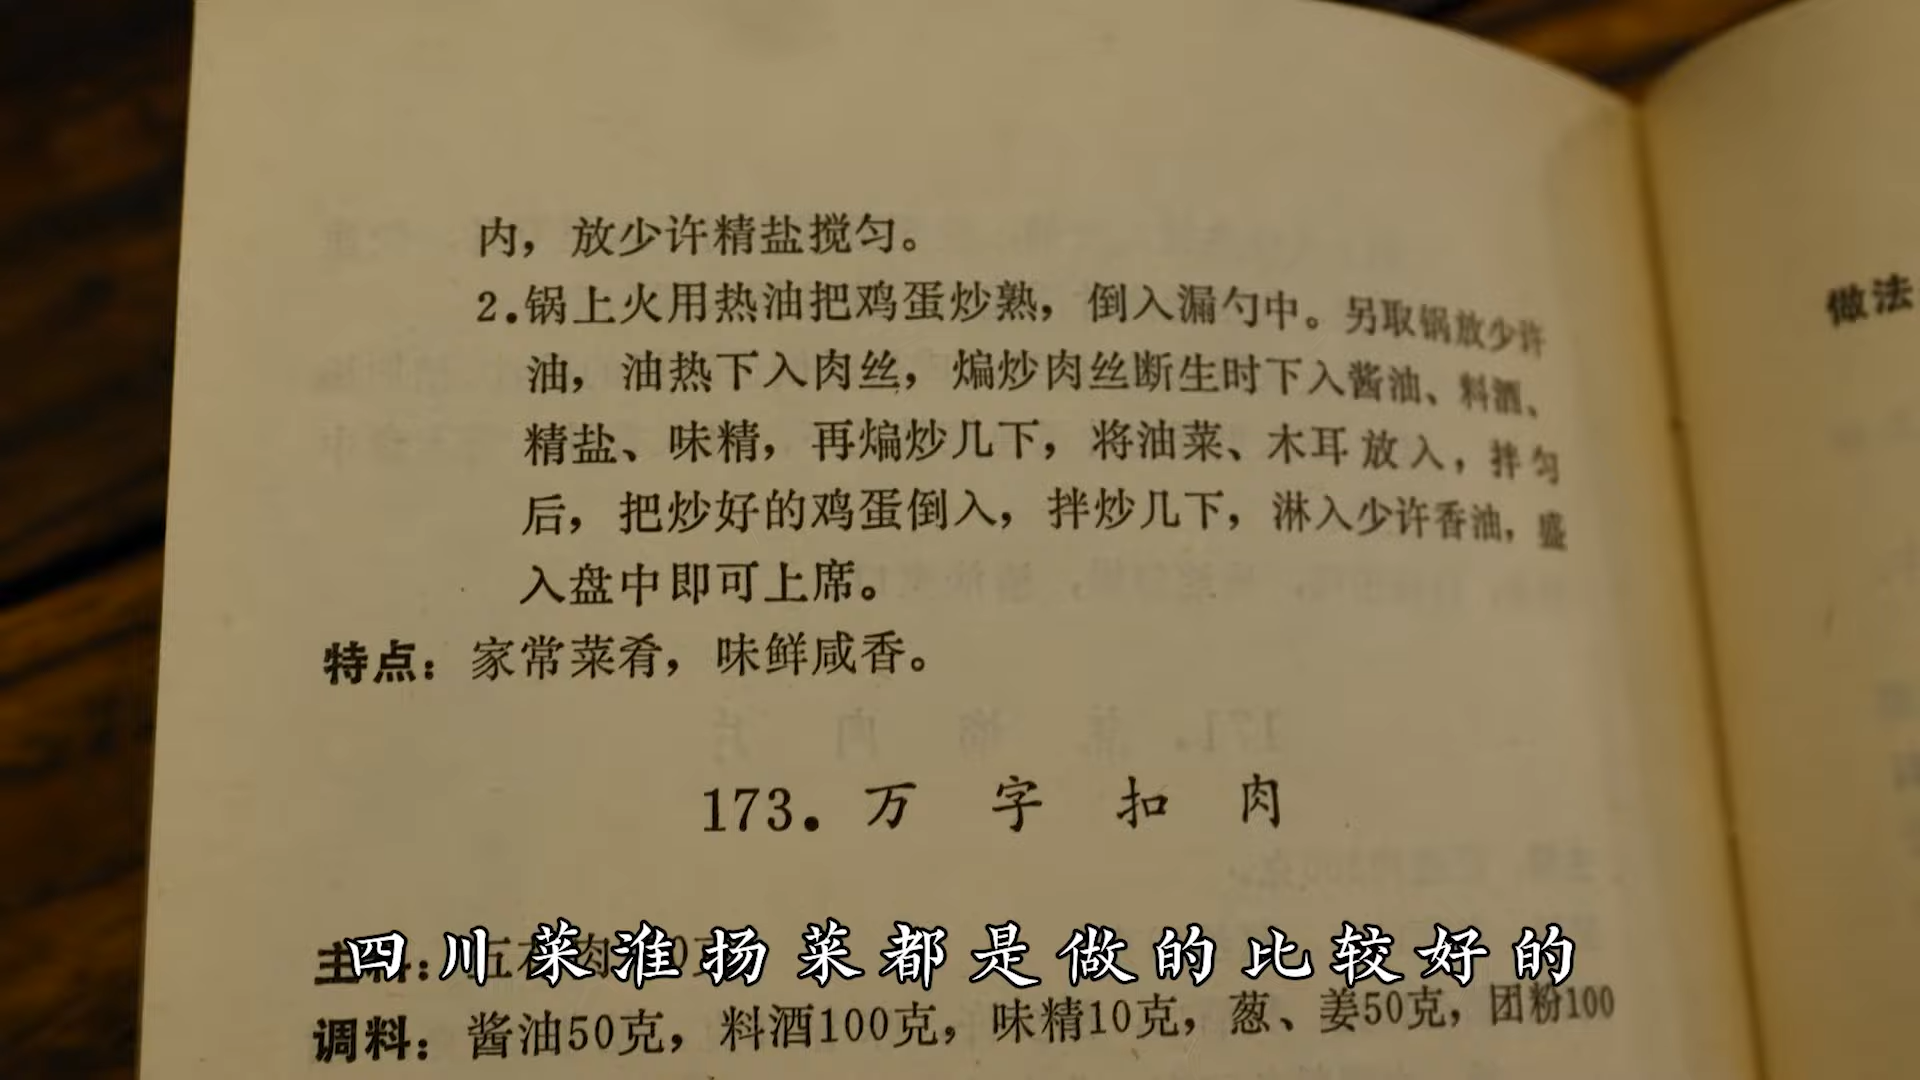 内，放少许精盐搅匀。
2.锅上火用热油把鸡蛋炒熟，倒入漏勺中。另取锅放少许
油，油热下入肉丝，煸炒肉丝断生时下入酱油、料酒、
精盐、味精，再煸炒几下，将油菜、木耳放入，拌匀
后，把炒好的鸡蛋倒入，拌炒几下，淋入少许香油，盛
入盘中即可上席。
特点：家常菜肴，味鲜咸香。
173.万字扣肉
主料：五花肉
四川菜淮扬菜都是做的比较好的
调料：酱油50克，料酒100克，味精10克，葱、姜50克，团粉100
做法